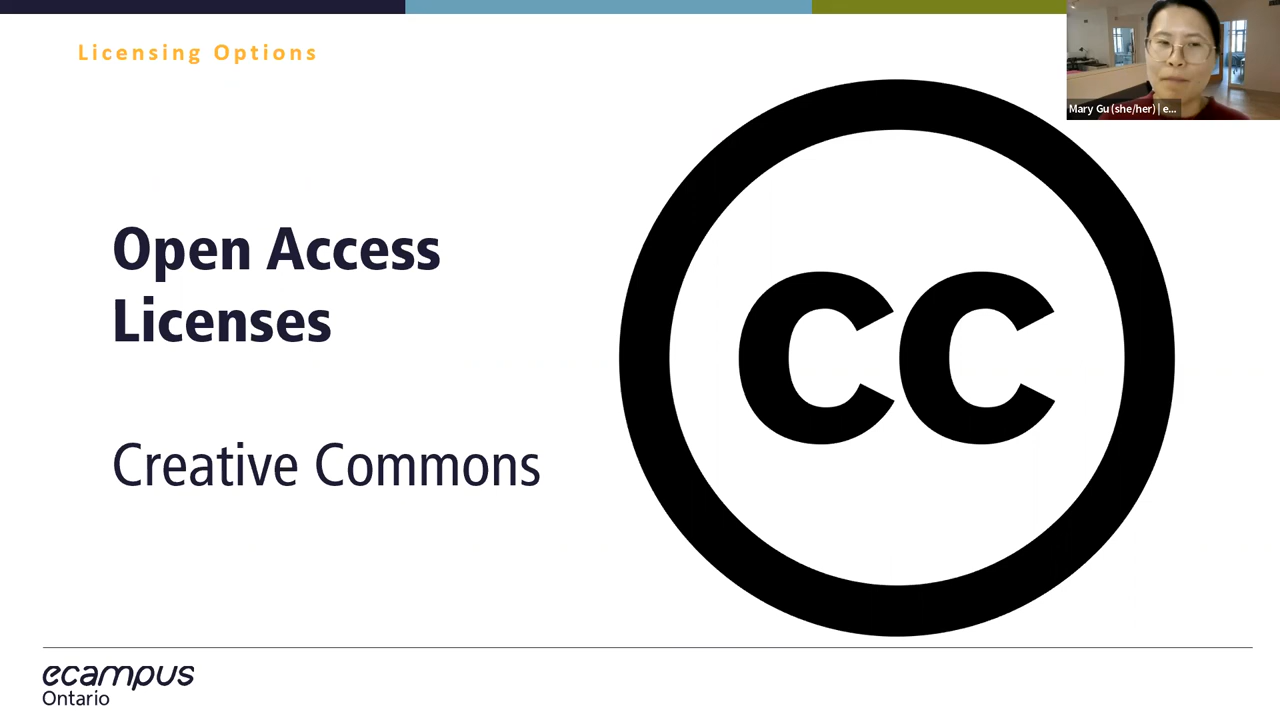 Licensing Options
Mary Gu (she/her) | e...
Open Access
Licenses
cc
Creative Commons
ecampus
Ontario